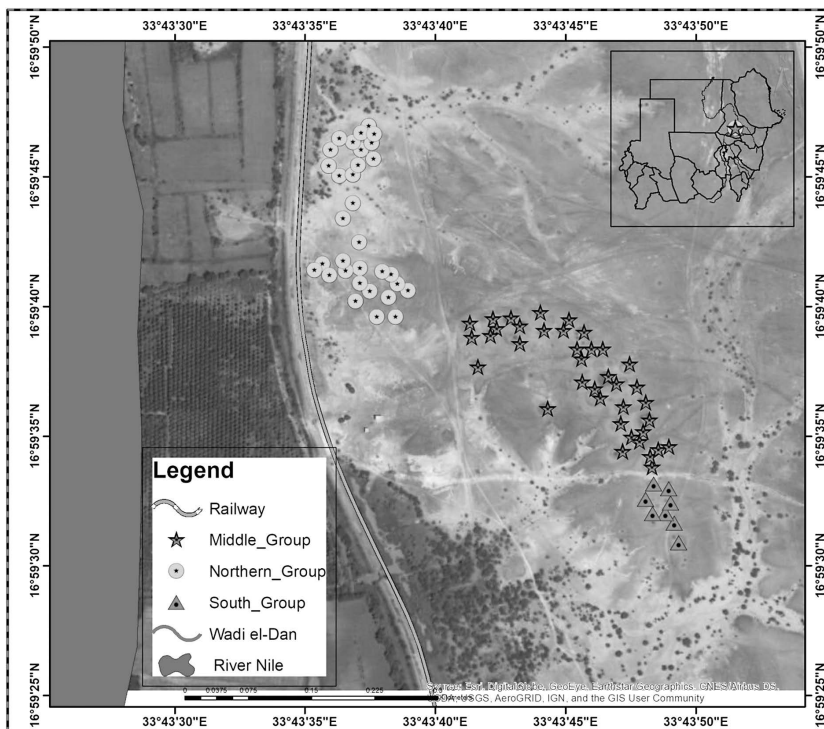 33°43'30"E 33°43'35"E 33°43'40"E 33°43'45"E 33°43'50"E
16°59'50"N 16°59'50"N
16°59'45"N 16°59'45"N
16°59'40"N 16°59'40"N
16°59'35"N 16°59'35"N
16°59'30"N 16°59'30"N
16°59'25"N 16°59'25"N
Legend
Railway
Middle_Group
Northern_Group
South_Group
Wadi el-Dan
River Nile
0 0.0375 0.075 0.15 0.225
Source: Esri, DigitalGlobe, GeoEye, Earthstar Geographics, CNES/Airbus DS,
USGS, AeroGRID, IGN, and the GIS User Community
33°43'30"E 33°43'35"E 33°43'40"E 33°43'45"E 33°43'50"E